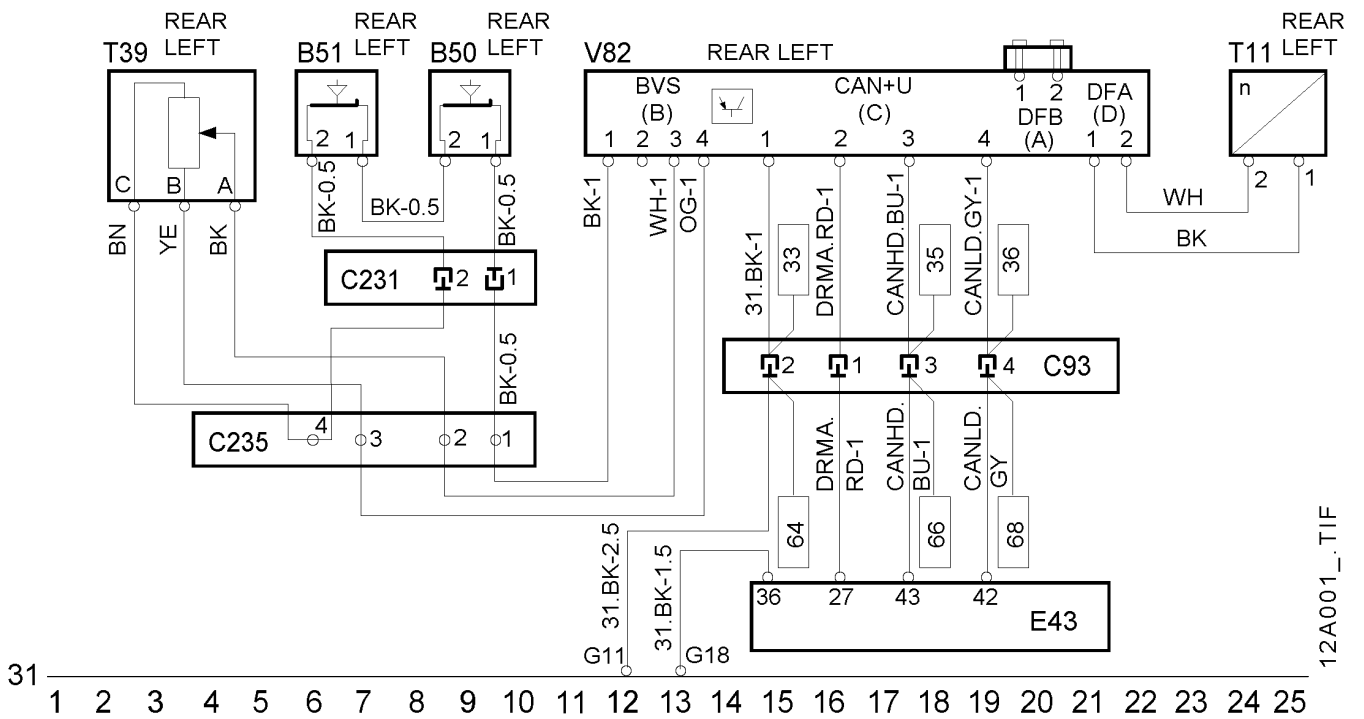 REAR
LEFT
T39
REAR
LEFT
B51
REAR
LEFT
B50
V82
REAR LEFT
REAR
LEFT
T11
BVS
(B)
CAN+U
(C)
1 2
DFB
(A)
DFA
(D)
n
2 1
2 1
1 2 3 4
1 2 3 4
1 2
2 1
C B A
BN
YE
BK
BK-0.5
BK-0.5
BK-0.5
BK-1
WH-1
OG-1
31.BK-1
33
DRMA.RD-1
CANHD.BU-1
35
CANLD.GY-1
36
WH
BK
C231
2 1
BK-0.5
2 1 3 4
C93
C235
4 3 2 1
DRMA.
RD-1
CANHD.
BU-1
CANLD.
GY
64
66
68
31.BK-2.5
31.BK-1.5
36 27 43 42
E43
G11
G18
12A001_.TIF
31
1 2 3 4 5 6 7 8 9 10 11 12 13 14 15 16 17 18 19 20 21 22 23 24 25